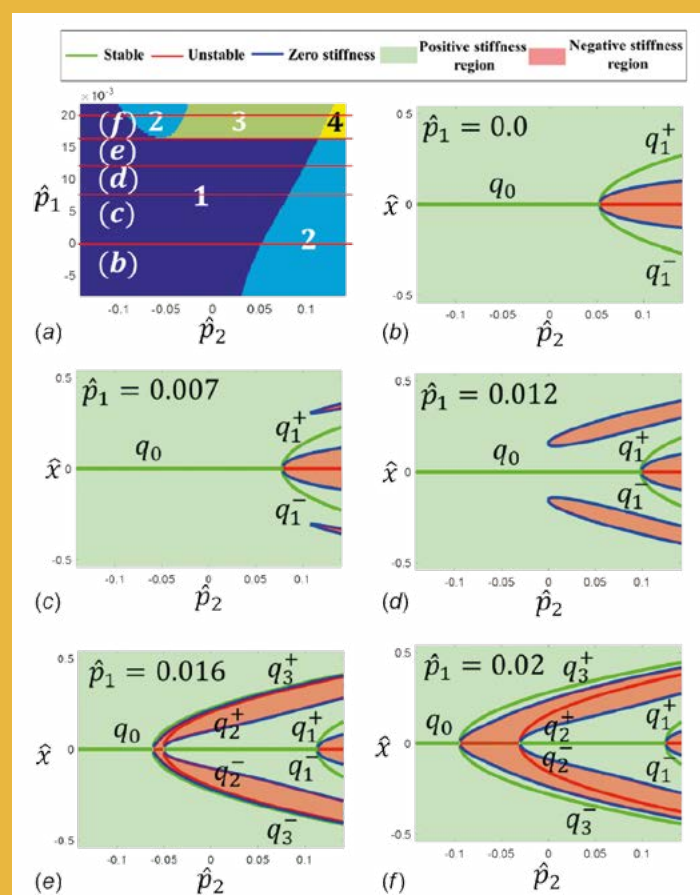 Stable Unstable Zero stiffness Positive stiffness region Negative stiffness region
×10⁻³
20
15
10
5
0
-5
p̂₁
(f)
(e)
(d)
(c)
(b)
2
3
4
1
2
-0.1 -0.05 0 0.05 0.1
(a) p̂₂
p̂₁ = 0.0
0.5
0
-0.5
x̂
q₀
q₁⁺
q₁⁻
-0.1 -0.05 0 0.05 0.1
(b) p̂₂
p̂₁ = 0.007
0.5
0
-0.5
x̂
q₀
q₁⁺
q₁⁻
-0.1 -0.05 0 0.05 0.1
(c) p̂₂
p̂₁ = 0.012
0.5
0
-0.5
x̂
q₀
q₁⁺
q₁⁻
-0.1 -0.05 0 0.05 0.1
(d) p̂₂
p̂₁ = 0.016
0.5
0
-0.5
x̂
q₀
q₃⁺
q₂⁺
q₁⁺
q₁⁻
q₂⁻
q₃⁻
-0.1 -0.05 0 0.05 0.1
(e) p̂₂
p̂₁ = 0.02
0.5
0
-0.5
x̂
q₀
q₃⁺
q₂⁺
q₁⁺
q₂⁻
q₁⁻
q₃⁻
-0.1 -0.05 0 0.05 0.1
(f) p̂₂